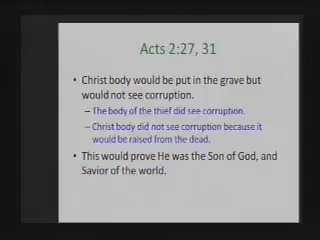 Acts 2:27, 31
• Christ body would be put in the grave but
would not see corruption.
– The body of the thief did see corruption.
– Christ body did not see corruption because it
would be raised from the dead.
• This would prove He was the Son of God, and
Savior of the world.